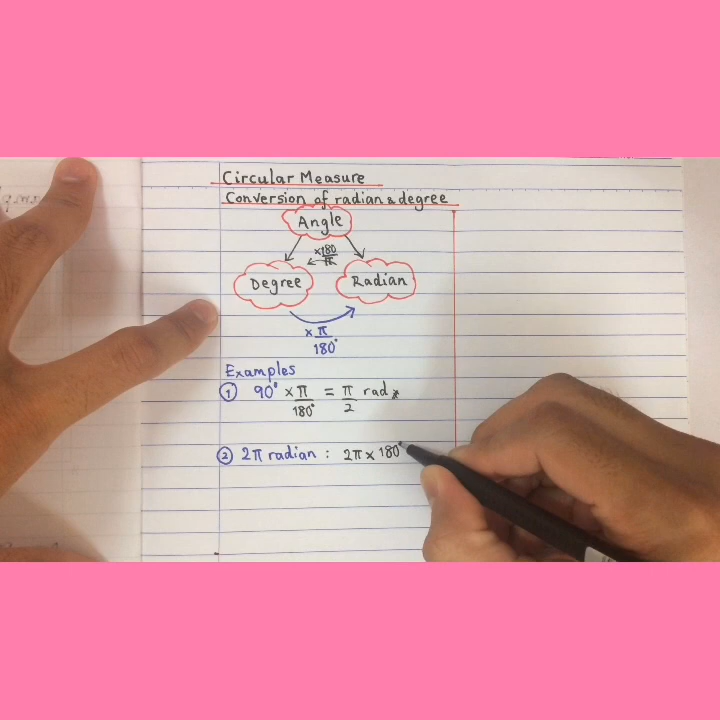 Circular Measure
Conversion of radian & degree
Angle
×180/π
Degree Radian
× π/180°
Examples
① 90° × π/180° = π/2 rad
② 2π radian : 2π × 180°